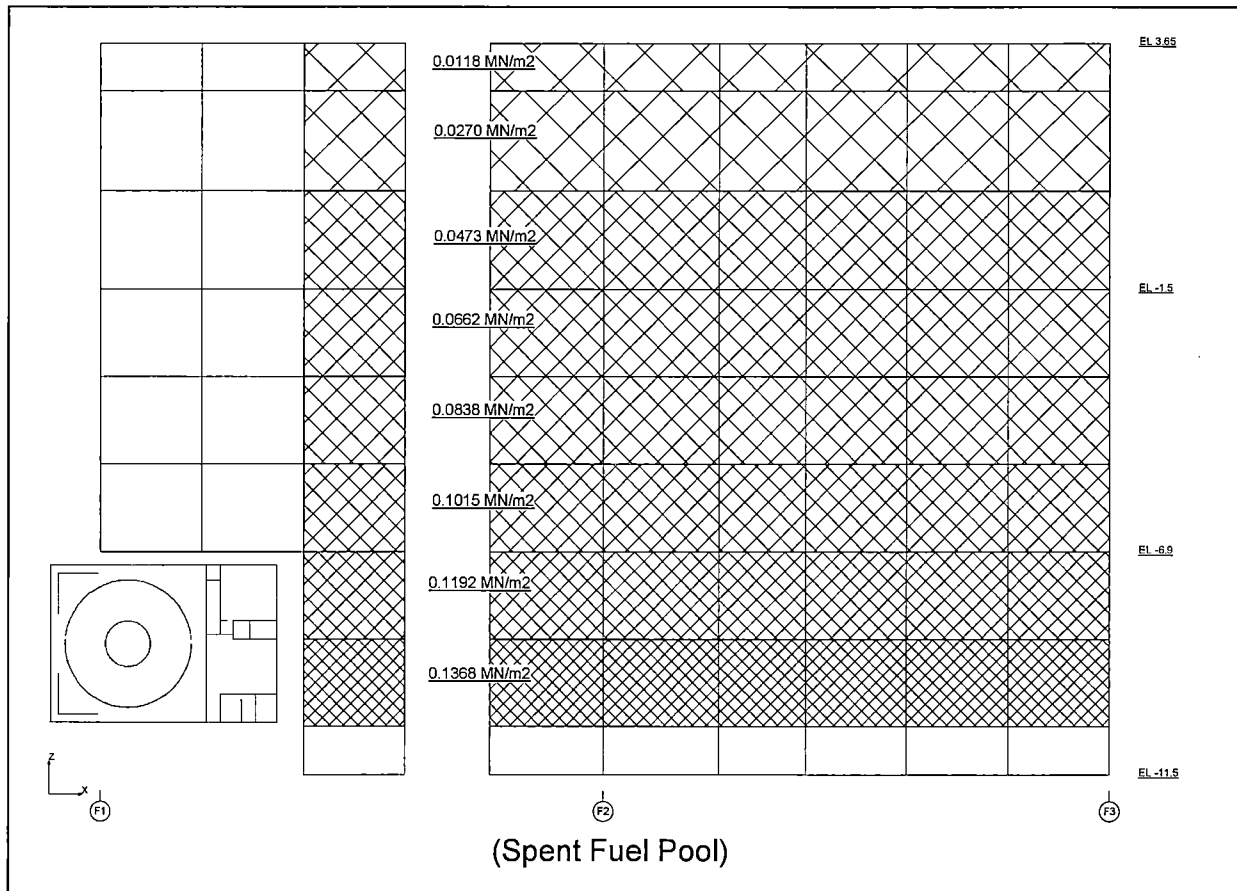 EL 3.65
0.0118 MN/m2
0.0270 MN/m2
0.0473 MN/m2
EL -1.5
0.0662 MN/m2
0.0838 MN/m2
0.1015 MN/m2
EL -6.9
0.1192 MN/m2
0.1368 MN/m2
Z
X
EL -11.5
F1
F2
F3
(Spent Fuel Pool)